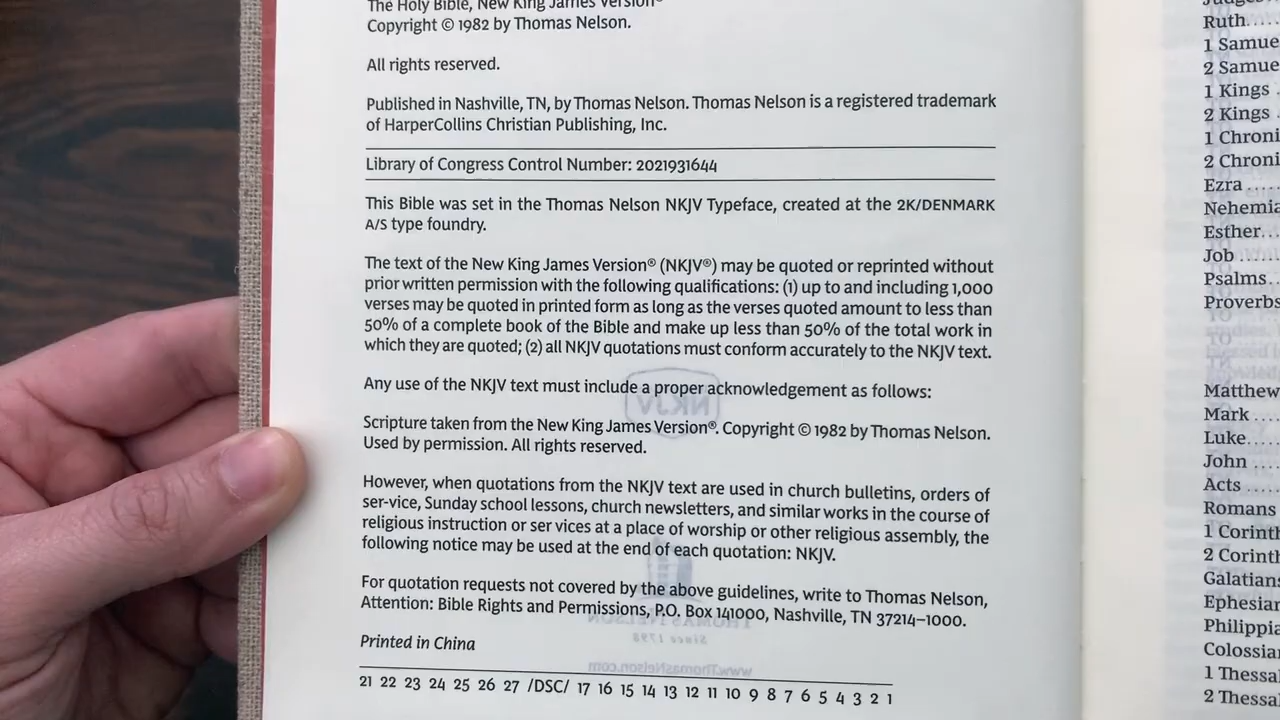 The Holy Bible, New King James Version®
Copyright © 1982 by Thomas Nelson.
All rights reserved.
Published in Nashville, TN, by Thomas Nelson. Thomas Nelson is a registered trademark
of HarperCollins Christian Publishing, Inc.
Library of Congress Control Number: 2021931644
This Bible was set in the Thomas Nelson NKJV Typeface, created at the 2K/DENMARK
A/S type foundry.
The text of the New King James Version® (NKJV®) may be quoted or reprinted without
prior written permission with the following qualifications: (1) up to and including 1,000
verses may be quoted in printed form as long as the verses quoted amount to less than
50% of a complete book of the Bible and make up less than 50% of the total work in
which they are quoted; (2) all NKJV quotations must conform accurately to the NKJV text.
Any use of the NKJV text must include a proper acknowledgement as follows:
Scripture taken from the New King James Version®. Copyright © 1982 by Thomas Nelson.
Used by permission. All rights reserved.
However, when quotations from the NKJV text are used in church bulletins, orders of
ser-vice, Sunday school lessons, church newsletters, and similar works in the course of
religious instruction or ser vices at a place of worship or other religious assembly, the
following notice may be used at the end of each quotation: NKJV.
For quotation requests not covered by the above guidelines, write to Thomas Nelson,
Attention: Bible Rights and Permissions, P.O. Box 141000, Nashville, TN 37214–1000.
Printed in China
21 22 23 24 25 26 27 /DSC/ 17 16 15 14 13 12 11 10 9 8 7 6 5 4 3 2 1
Ruth.....
1 Samue
2 Samue
1 Kings .
2 Kings .
1 Chroni
2 Chroni
Ezra ....
Nehemia
Esther...
Job .....
Psalms...
Proverbs
Matthew
Mark ....
Luke.....
John ....
Acts .....
Romans
1 Corinth
2 Corinth
Galatian
Ephesian
Philippia
Colossian
1 Thessa
2 Thessa